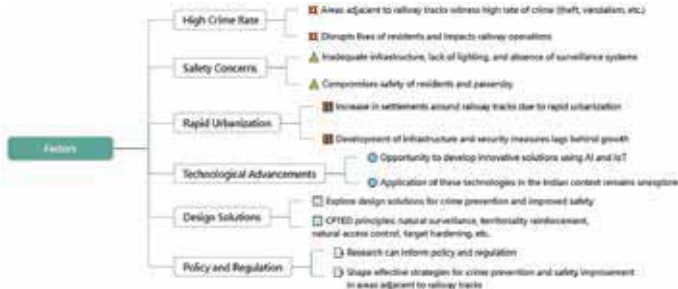 Factors
High Crime Rate
Areas adjacent to railway tracks witness high rate of crime (theft, vandalism, etc.)
Disrupts lives of residents and impacts railway operations
Safety Concerns
Inadequate infrastructure, lack of lighting, and absence of surveillance systems
Compromises safety of residents and passersby
Rapid Urbanization
Increase in settlements around railway tracks due to rapid urbanization
Development of infrastructure and security measures lags behind growth
Technological Advancements
Opportunity to develop innovative solutions using AI and IoT
Application of these technologies in the Indian context remains unexplore
Design Solutions
Explore design solutions for crime prevention and improved safety
CPTED principles: natural surveillance, territoriality reinforcement,
natural access control, target hardening, etc.
Policy and Regulation
Research can inform policy and regulation
Shape effective strategies for crime prevention and safety improvement
in areas adjacent to railway tracks